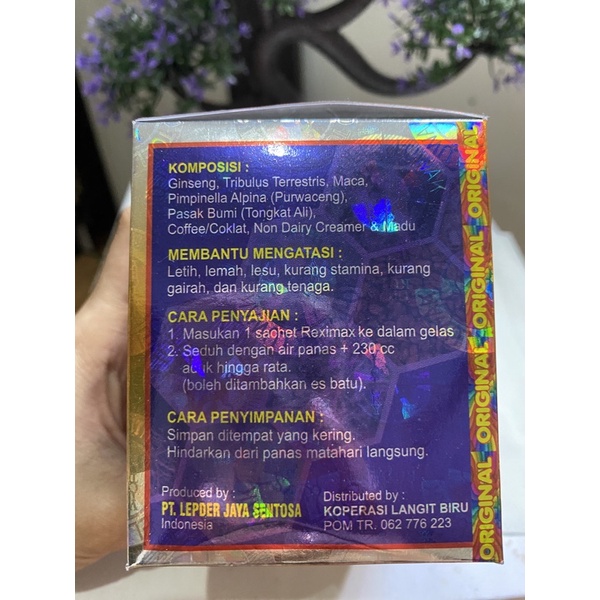 KOMPOSISI :
Ginseng, Tribulus Terrestris, Maca,
Pimpinella Alpina (Purwaceng),
Pasak Bumi (Tongkat Ali),
Coffee/Coklat, Non Dairy Creamer & Madu
MEMBANTU MENGATASI :
Letih, lemah, lesu, kurang stamina, kurang
gairah, dan kurang tenaga.
CARA PENYAJIAN :
1. Masukan 1 sachet Reximax ke dalam gelas
2. Seduh dengan air panas + 230 cc
aduk hingga rata.
(boleh ditambahkan es batu).
CARA PENYIMPANAN :
Simpan ditempat yang kering.
Hindarkan dari panas matahari langsung.
Produced by :
PT. LEPDER JAYA SENTOSA
Indonesia
Distributed by :
KOPERASI LANGIT BIRU
POM TR. 062 776 223
ORIGINAL ORIGINAL ORIGINAL ORIGINAL